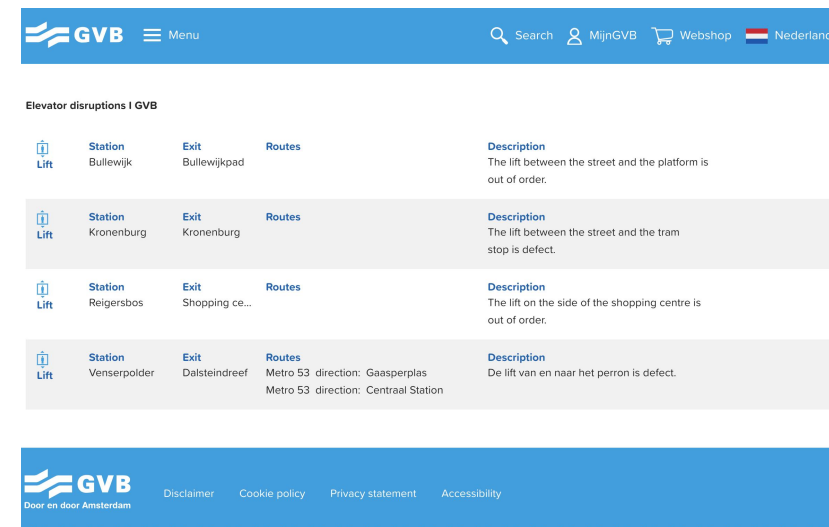 GVB Menu Search MijnGVB Webshop Nederland
Elevator disruptions I GVB
Lift
Station
Bullewijk
Exit
Bullewijkpad
Routes
Description
The lift between the street and the platform is
out of order.
Lift
Station
Kronenburg
Exit
Kronenburg
Routes
Description
The lift between the street and the tram
stop is defect.
Lift
Station
Reigersbos
Exit
Shopping ce...
Routes
Description
The lift on the side of the shopping centre is
out of order.
Lift
Station
Venserpolder
Exit
Dalsteindreef
Routes
Metro 53 direction: Gaasperplas
Metro 53 direction: Centraal Station
Description
De lift van en naar het perron is defect.
GVB
Door en door Amsterdam
Disclaimer Cookie policy Privacy statement Accessibility